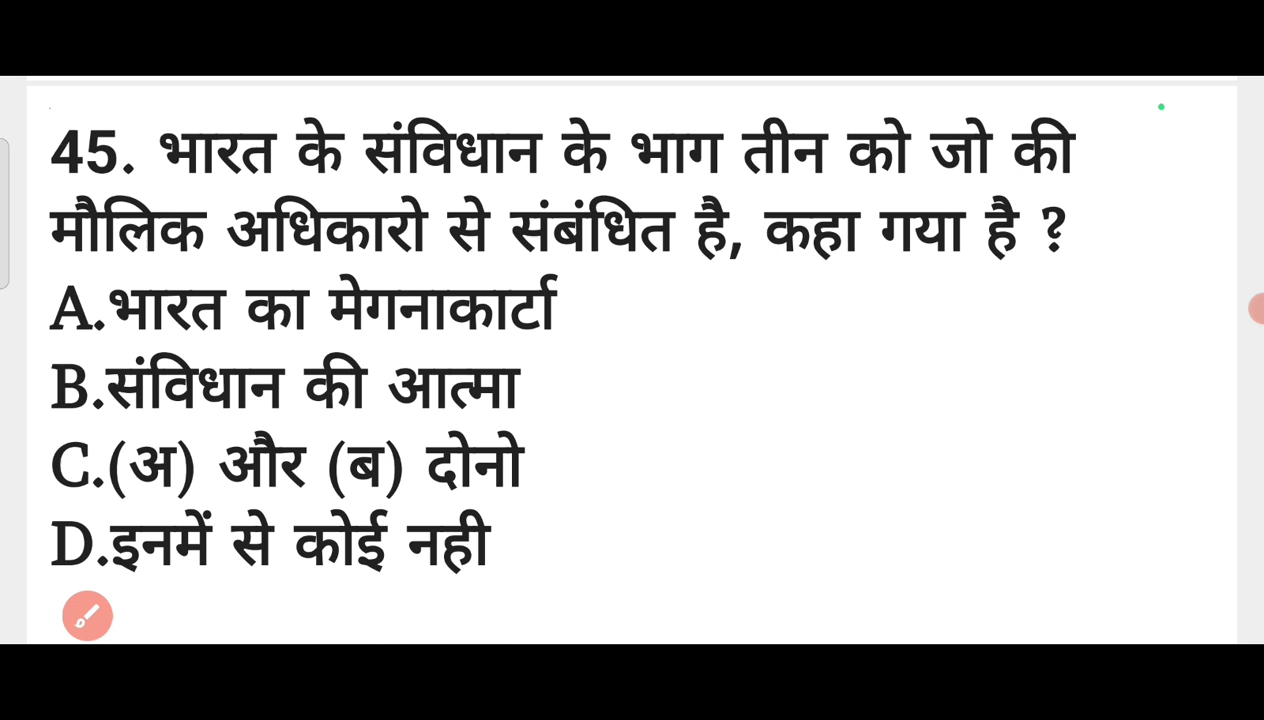 45. भारत के संविधान के भाग तीन को जो की
मौलिक अधिकारो से संबंधित है, कहा गया है ?
A.भारत का मेगनाकार्टा
B.संविधान की आत्मा
C.(अ) और (ब) दोनो
D.इनमें से कोई नही